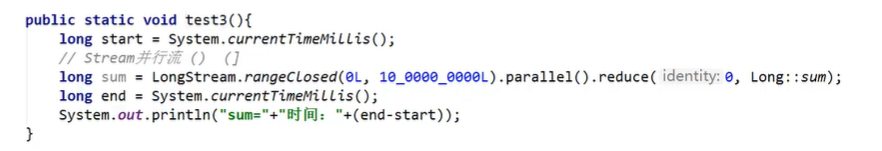 public static void test3(){
long start = System.currentTimeMillis();
// Stream并行流 () (]
long sum = LongStream.rangeClosed(0L, 10_0000_0000L).parallel().reduce( identity: 0, Long::sum);
long end = System.currentTimeMillis();
System.out.println("sum="+"时间："+(end-start));
}